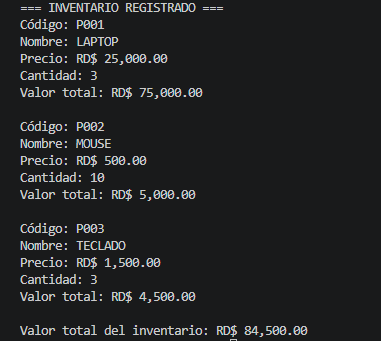 === INVENTARIO REGISTRADO ===
Código: P001
Nombre: LAPTOP
Precio: RD$ 25,000.00
Cantidad: 3
Valor total: RD$ 75,000.00
Código: P002
Nombre: MOUSE
Precio: RD$ 500.00
Cantidad: 10
Valor total: RD$ 5,000.00
Código: P003
Nombre: TECLADO
Precio: RD$ 1,500.00
Cantidad: 3
Valor total: RD$ 4,500.00
Valor total del inventario: RD$ 84,500.00